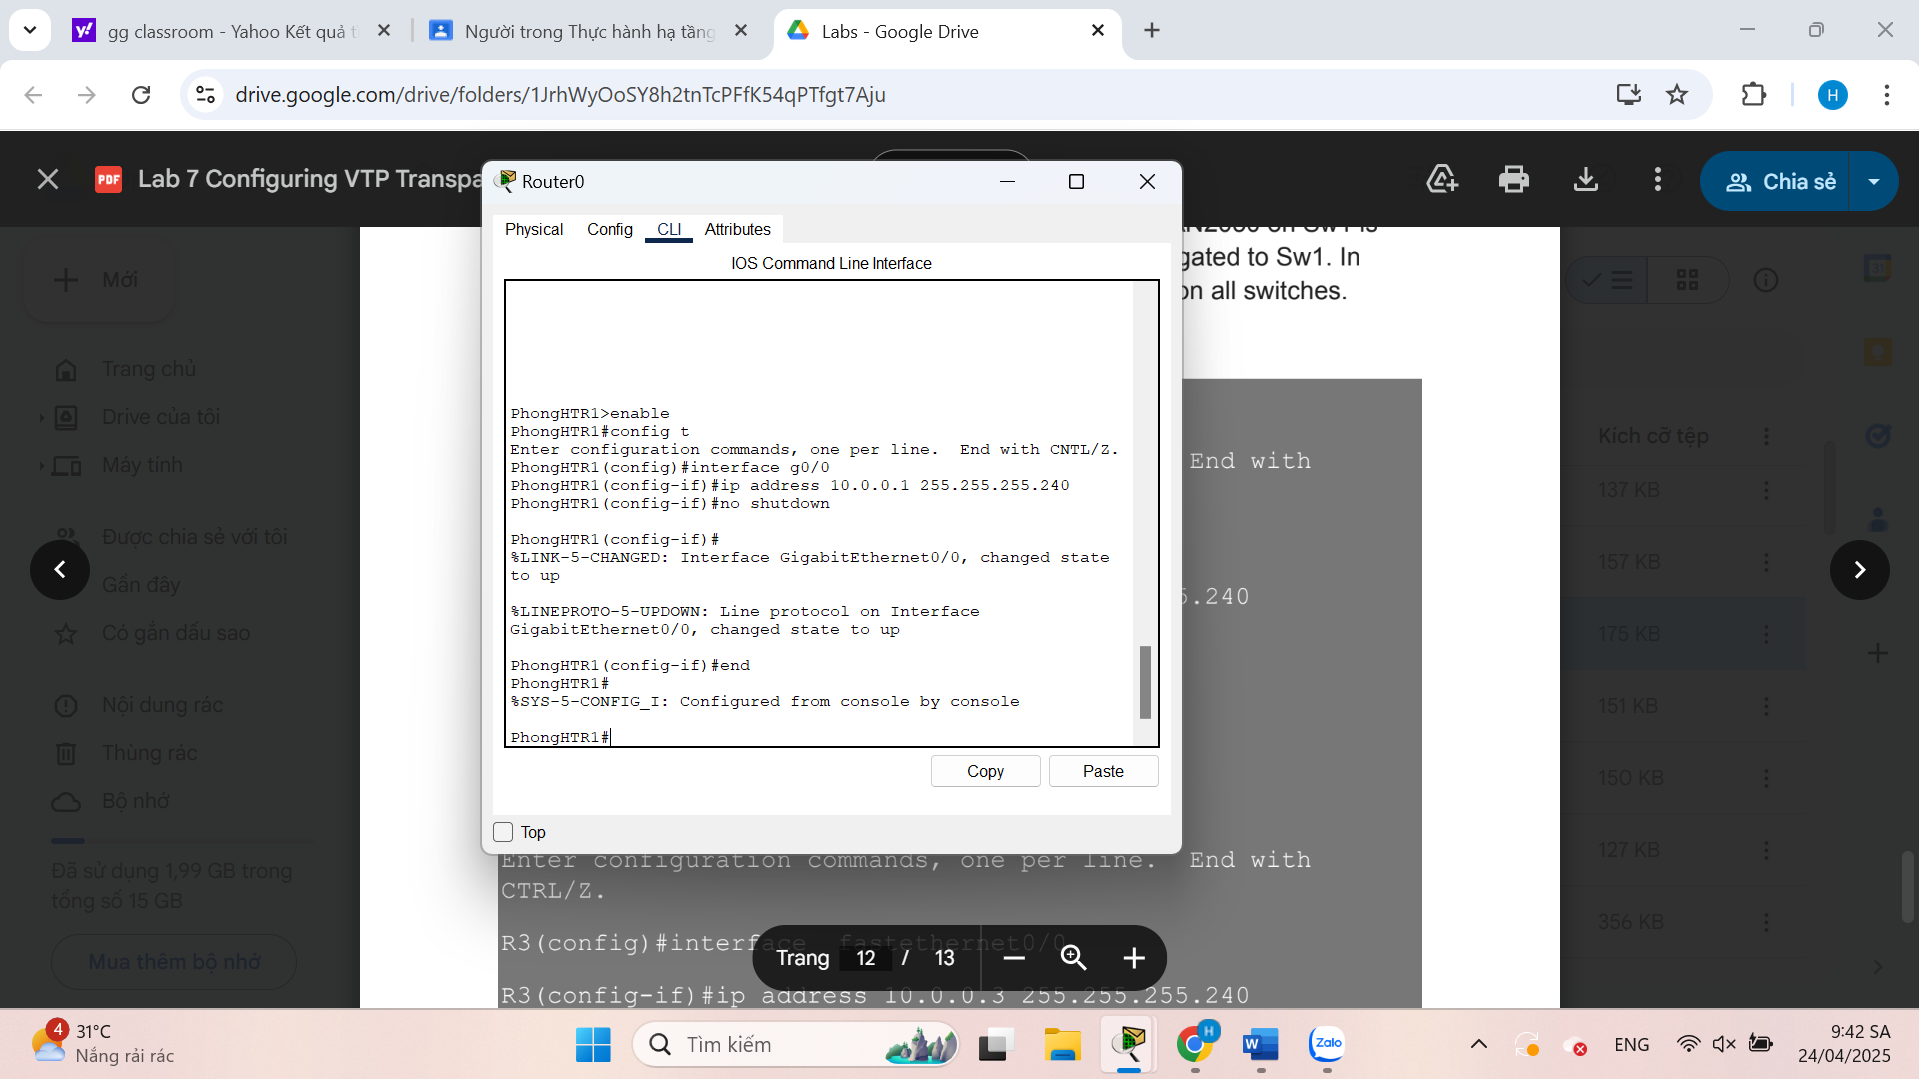 gg classroom - Yahoo Kết quả t
Người trong Thực hành hạ tầng
Labs - Google Drive
drive.google.com/drive/folders/1JrhWyOoSY8h2tnTcPFfK54qPTfgt7Aju
H
PDF
Lab 7 Configuring VTP Transpa
Chia sẻ
Router0
Physical
Config
CLI
Attributes
IOS Command Line Interface
PhongHTR1>enable
PhongHTR1#config t
Enter configuration commands, one per line.  End with CNTL/Z.
PhongHTR1(config)#interface g0/0
PhongHTR1(config-if)#ip address 10.0.0.1 255.255.255.240
PhongHTR1(config-if)#no shutdown
PhongHTR1(config-if)#
%LINK-5-CHANGED: Interface GigabitEthernet0/0, changed state
to up
%LINEPROTO-5-UPDOWN: Line protocol on Interface
GigabitEthernet0/0, changed state to up
PhongHTR1(config-if)#end
PhongHTR1#
%SYS-5-CONFIG_I: Configured from console by console
PhongHTR1#
Copy
Paste
Top
gated to Sw1. In
on all switches.
End with
5.240
Enter configuration commands, one per line.  End with
CTRL/Z.
R3(config)#interface  fastethernet0/0
R3(config-if)#ip address 10.0.0.3 255.255.255.240
Trang 12 / 13
Mới
Trang chủ
Drive của tôi
Máy tính
Được chia sẻ với tôi
Gần đây
Có gắn dấu sao
Nội dung rác
Thùng rác
Bộ nhớ
Đã sử dụng 1,99 GB trong
tổng số 15 GB
Mua thêm bộ nhớ
31
Kích cỡ tệp
137 KB
157 KB
175 KB
151 KB
150 KB
127 KB
356 KB
4
31°C
Nắng rải rác
Tìm kiếm
H
W
Zalo
ENG
9:42 SA
24/04/2025